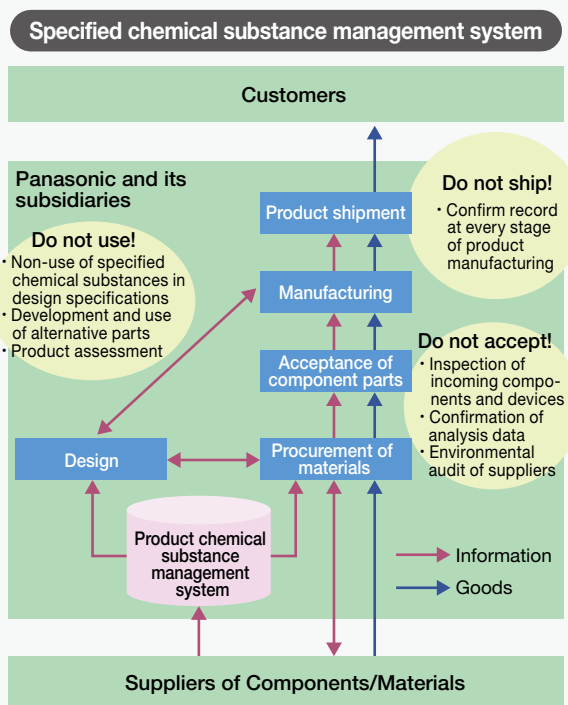 Specified chemical substance management system
Customers
Panasonic and its
subsidiaries
Do not use!
・Non-use of specified
chemical substances in
design specifications
・Development and use
of alternative parts
・Product assessment
Product shipment
Do not ship!
・Confirm record
at every stage
of product
manufacturing
Manufacturing
Acceptance of
component parts
Do not accept!
・Inspection of
incoming compo-
nents and devices
・Confirmation of
analysis data
・Environmental
audit of suppliers
Design
Procurement of
materials
Product chemical
substance
management
system
Information
Goods
Suppliers of Components/Materials